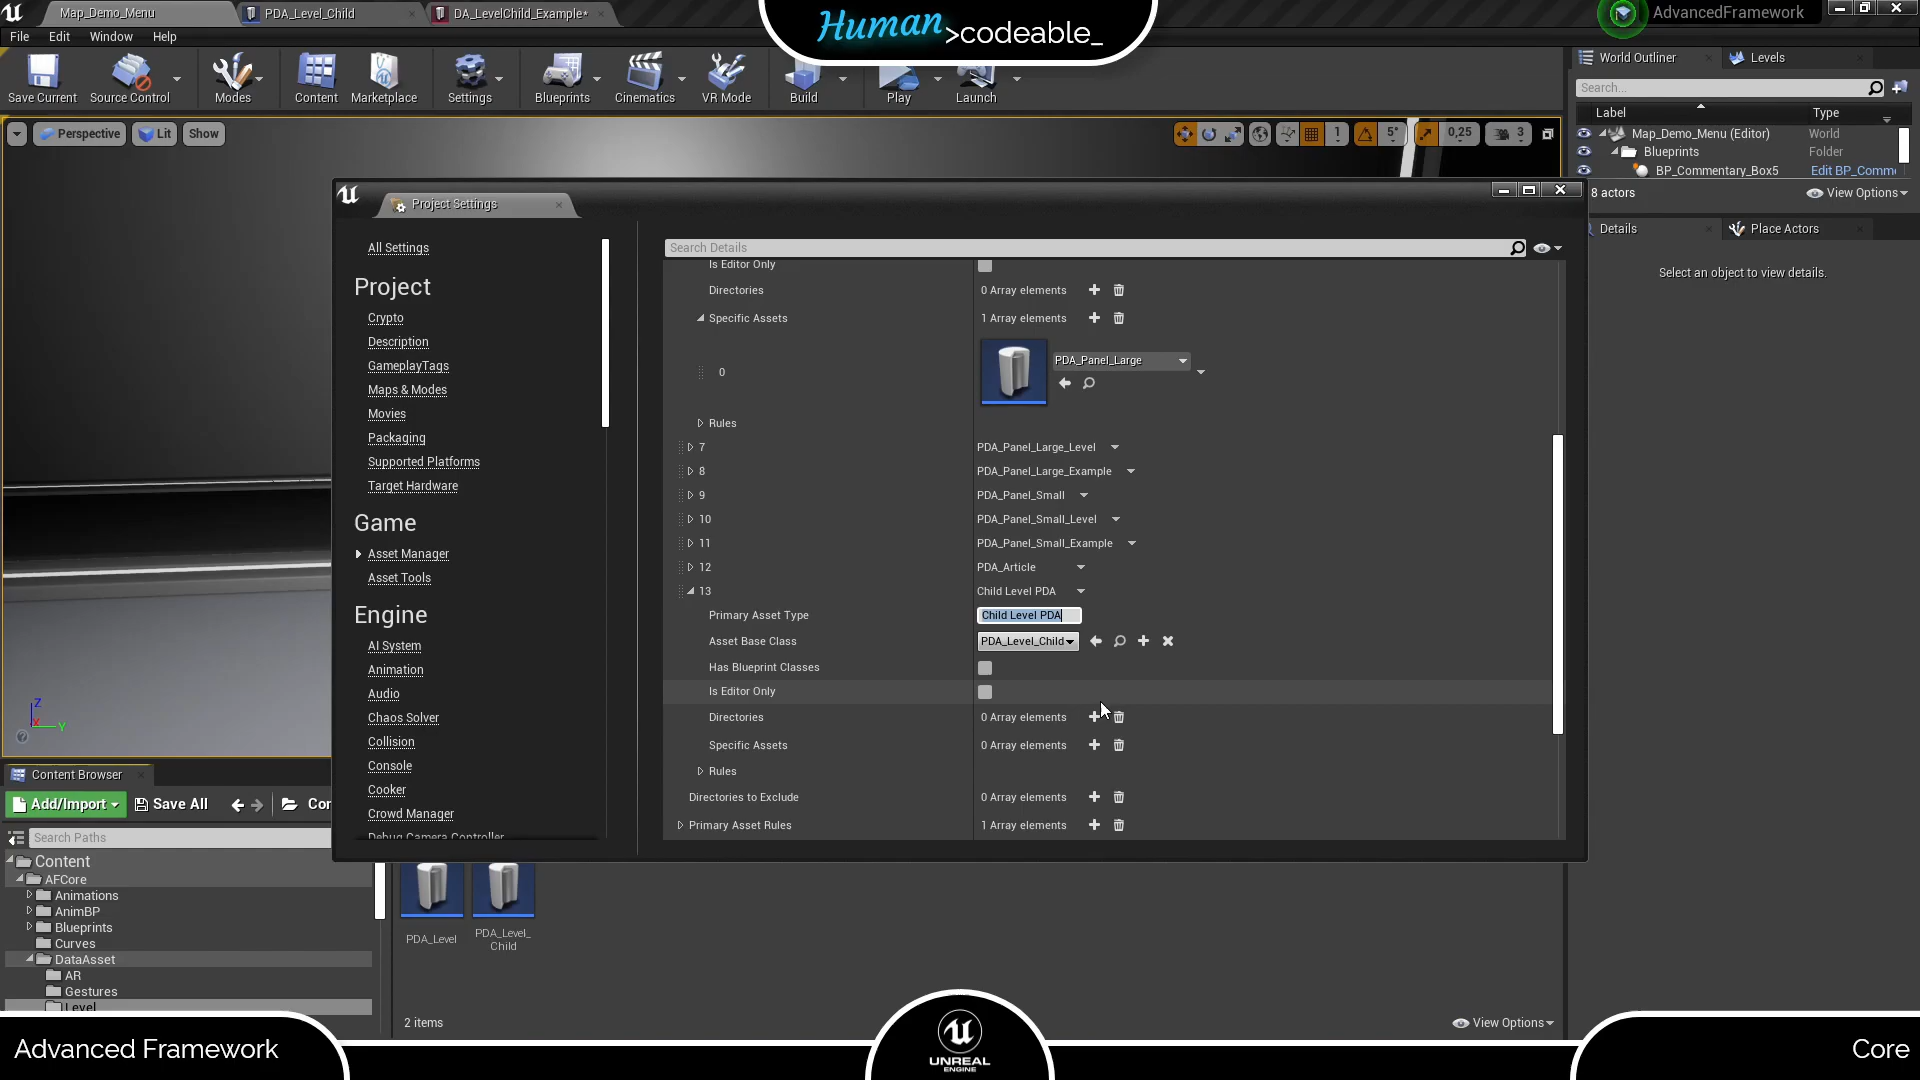 Map_Demo_Menu
PDA_Level_Child
DA_LevelChild_Example*
Human >codeable_
AdvancedFramework
File Edit Window Help
Save Current
Source Control
Modes
Content
Marketplace
Settings
Blueprints
Cinematics
VR Mode
Build
Play
Launch
Perspective Lit Show
1 5° 0,25 3
World Outliner
Levels
Search...
Label Type
Map_Demo_Menu (Editor) World
Blueprints Folder
BP_Commentary_Box5 Edit BP_Comme
8 actors View Options
Details
Place Actors
Select an object to view details.
Project Settings
All Settings
Project
Crypto
Description
GameplayTags
Maps & Modes
Movies
Packaging
Supported Platforms
Target Hardware
Game
Asset Manager
Asset Tools
Engine
AI System
Animation
Audio
Chaos Solver
Collision
Console
Cooker
Crowd Manager
Debug Camera Controller
Search Details
Is Editor Only
Directories 0 Array elements
Specific Assets 1 Array elements
0 PDA_Panel_Large
Rules
7 PDA_Panel_Large_Level
8 PDA_Panel_Large_Example
9 PDA_Panel_Small
10 PDA_Panel_Small_Level
11 PDA_Panel_Small_Example
12 PDA_Article
13 Child Level PDA
Primary Asset Type Child Level PDA
Asset Base Class PDA_Level_Child
Has Blueprint Classes
Is Editor Only
Directories 0 Array elements
Specific Assets 0 Array elements
Rules
Directories to Exclude 0 Array elements
Primary Asset Rules 1 Array elements
Z
X
Y
Content Browser
Add/Import Save All Con
Search Paths
Content
AFCore
Animations
AnimBP
Blueprints
Curves
DataAsset
AR
Gestures
Level
PDA_Level
PDA_Level_
Child
2 items
View Options
Advanced Framework
UNREAL
ENGINE
Core